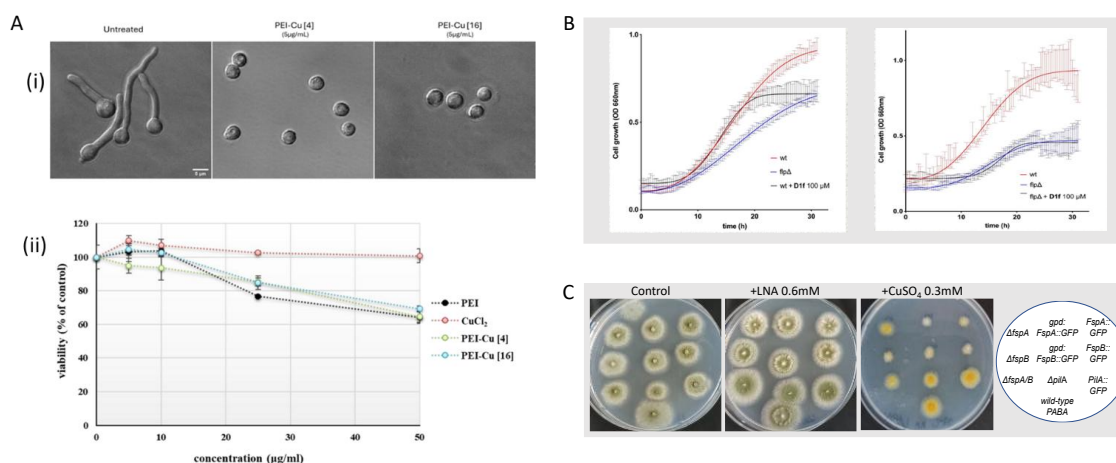 A
(i)
Untreated
PEI-Cu [4]
(5µg/mL)
PEI-Cu [16]
(5µg/mL)
5 µm
(ii)
viability (% of control)
120
100
80
60
40
20
0
0
10
20
30
40
50
concentration (µg/ml)
PEI
CuCl2
PEI-Cu [4]
PEI-Cu [16]
B
Cell growth (OD 660nm)
1.0
0.5
0.0
0
10
20
30
time (h)
wt
flpΔ
wt + D1f 100 µM
Cell growth (OD 660nm)
1.0
0.5
0.0
0
10
20
30
time (h)
wt
flpΔ
flpΔ + D1f 100 µM
C
Control
+LNA 0.6mM
+CuSO4 0.3mM
gpd: FspA::
ΔfspA FspA::GFP GFP
gpd: FspB::
ΔfspB FspB::GFP GFP
ΔfspA/B ΔpilA PilA::
GFP
wild-type
PABA